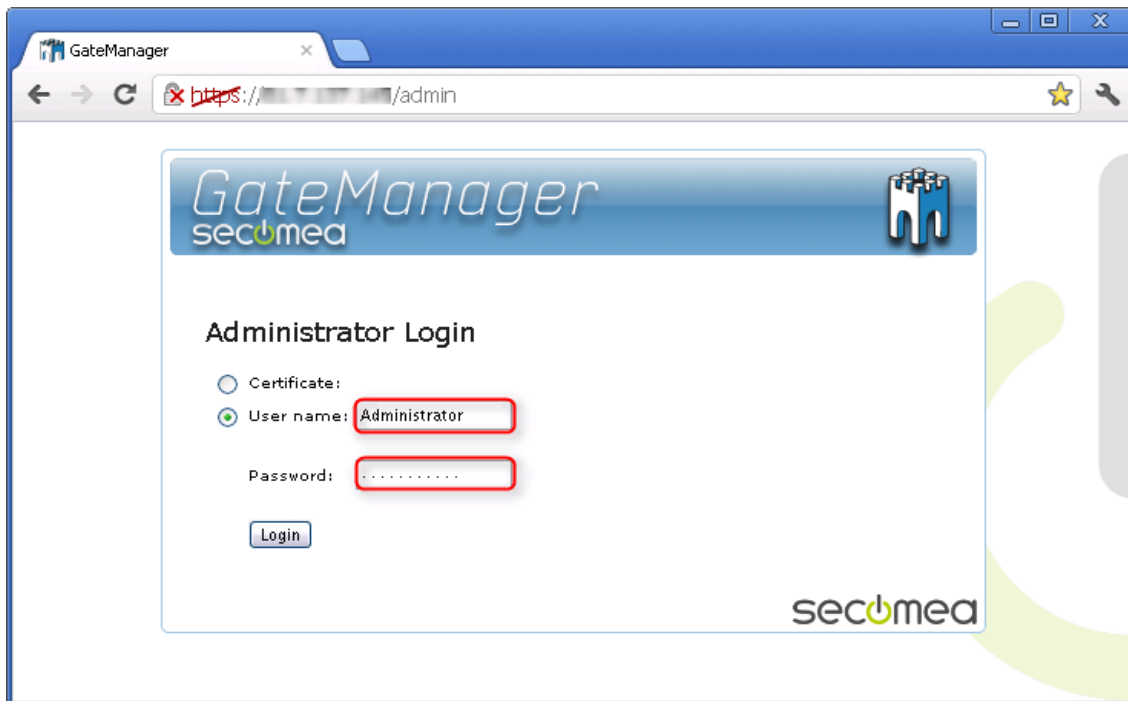 GateManager
https:///admin
GateManager
secomea
Administrator Login
Certificate:
User name: Administrator
Password: ...........
Login
secomea